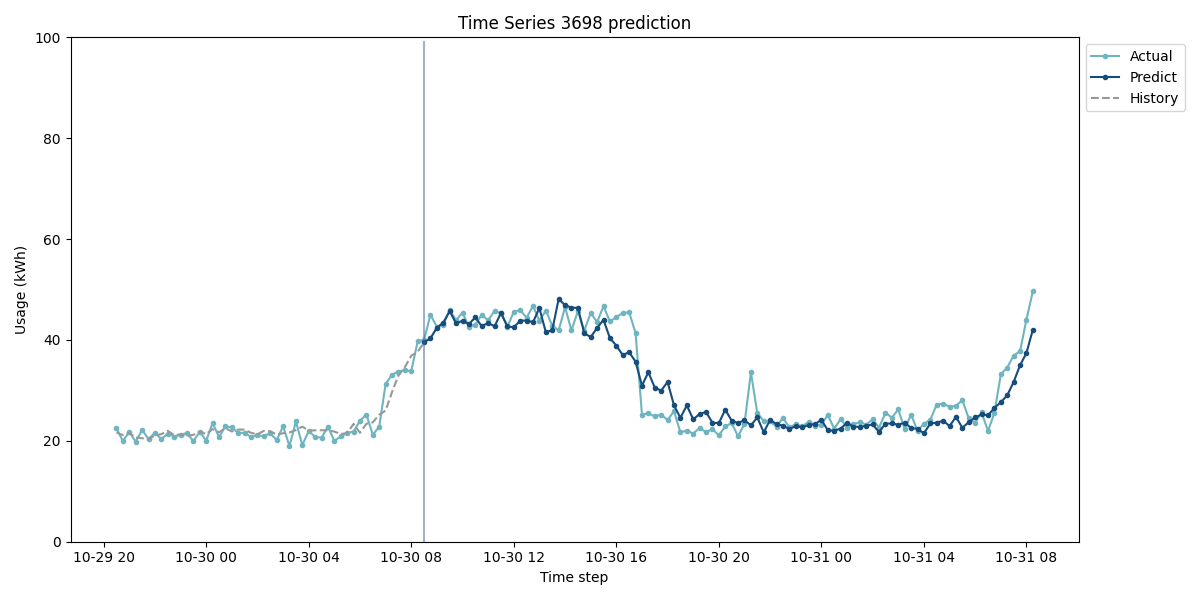 Time Series 3698 prediction
Actual
Predict
History
Usage (kWh)
100
80
60
40
20
0
10-29 20 10-30 00 10-30 04 10-30 08 10-30 12 10-30 16 10-30 20 10-31 00 10-31 04 10-31 08
Time step